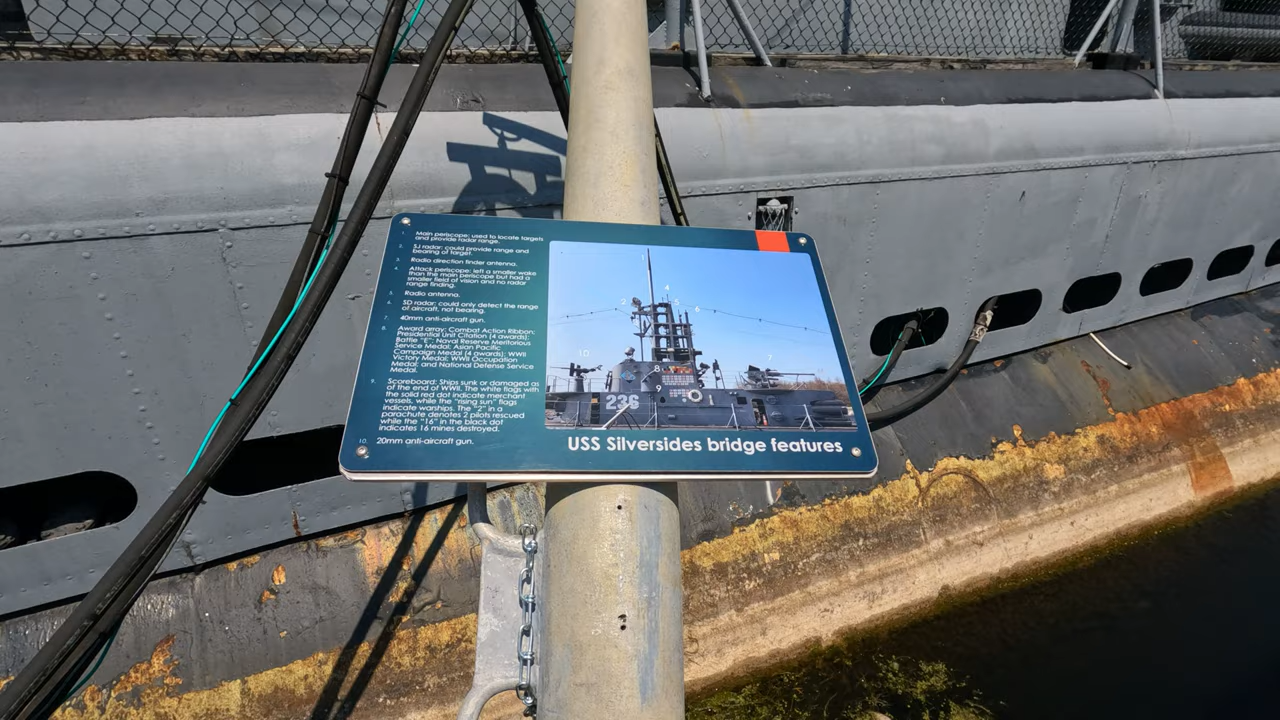 1. Main periscope: used to locate targets
and provide radar range.
2. SJ radar: could provide range and
bearing of target.
3. Radio direction finder antenna.
4. Attack periscope: left a smaller wake
than the main periscope but had a
smaller field of vision and no radar
range finding.
5. Radio antenna.
6. SD radar: could only detect the range
of aircraft, not bearing.
7. 40mm anti-aircraft gun.
8. Award array: Combat Action Ribbon;
Presidential Unit Citation (4 awards);
Battle "E"; Naval Reserve Meritorious
Service Medal; Asian Pacific
Campaign Medal (4 awards); WWII
Victory Medal; WWII Occupation
Medal; and National Defense Service
Medal.
9. Scoreboard: Ships sunk or damaged as
of the end of WWII. The white flags with
the solid red dot indicate merchant
vessels, while the "rising sun" flags
indicate warships. The "2" in a
parachute denotes 2 pilots rescued
while the "16" in the black dot
indicates 16 mines destroyed.
10. 20mm anti-aircraft gun.
1
4
2
5
6
10
7
8
9
236
USS Silversides bridge features